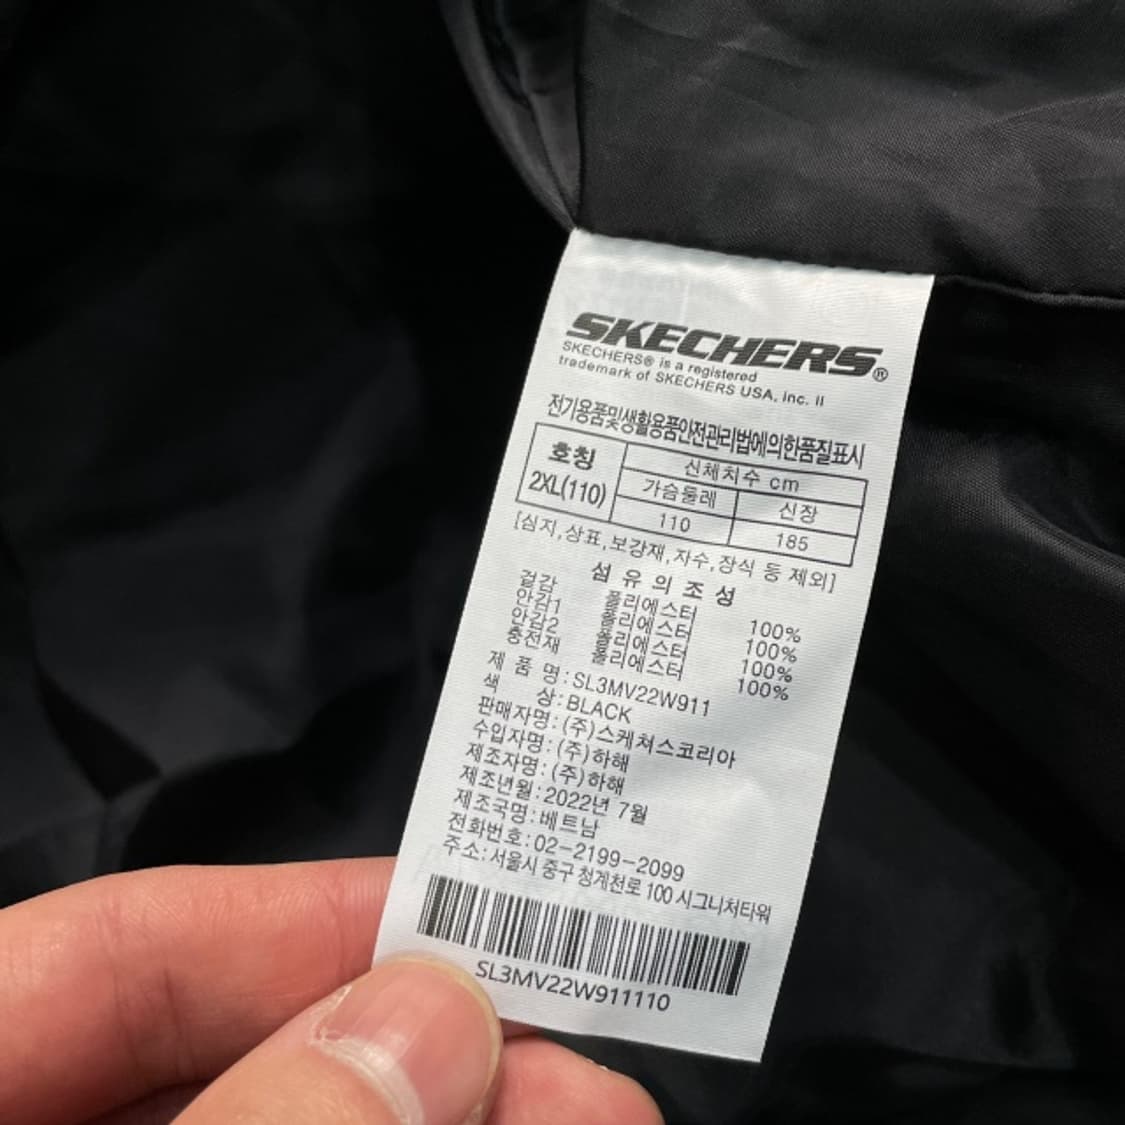 SKECHERS®
SKECHERS® is a registered
trademark of SKECHERS USA, Inc. II
전기용품및생활용품안전관리법에의한품질표시
호칭 신체치수 cm
2XL(110) 가슴둘레 신장
110 185
[심지,상표,보강재,자수,장식 등 제외]
섬 유 의 조 성
겉감 폴리에스터 100%
안감1 폴리에스터 100%
안감2 폴리에스터 100%
충전재 폴리에스터 100%
제 품 명:SL3MV22W911
색 상:BLACK
판매자명:(주)스케쳐스코리아
수입자명:(주)하해
제조자명:(주)하해
제조년월:2022년 7월
제조국명:베트남
전화번호:02-2199-2099
주소:서울시 중구 청계천로 100 시그니처타워
SL3MV22W911110